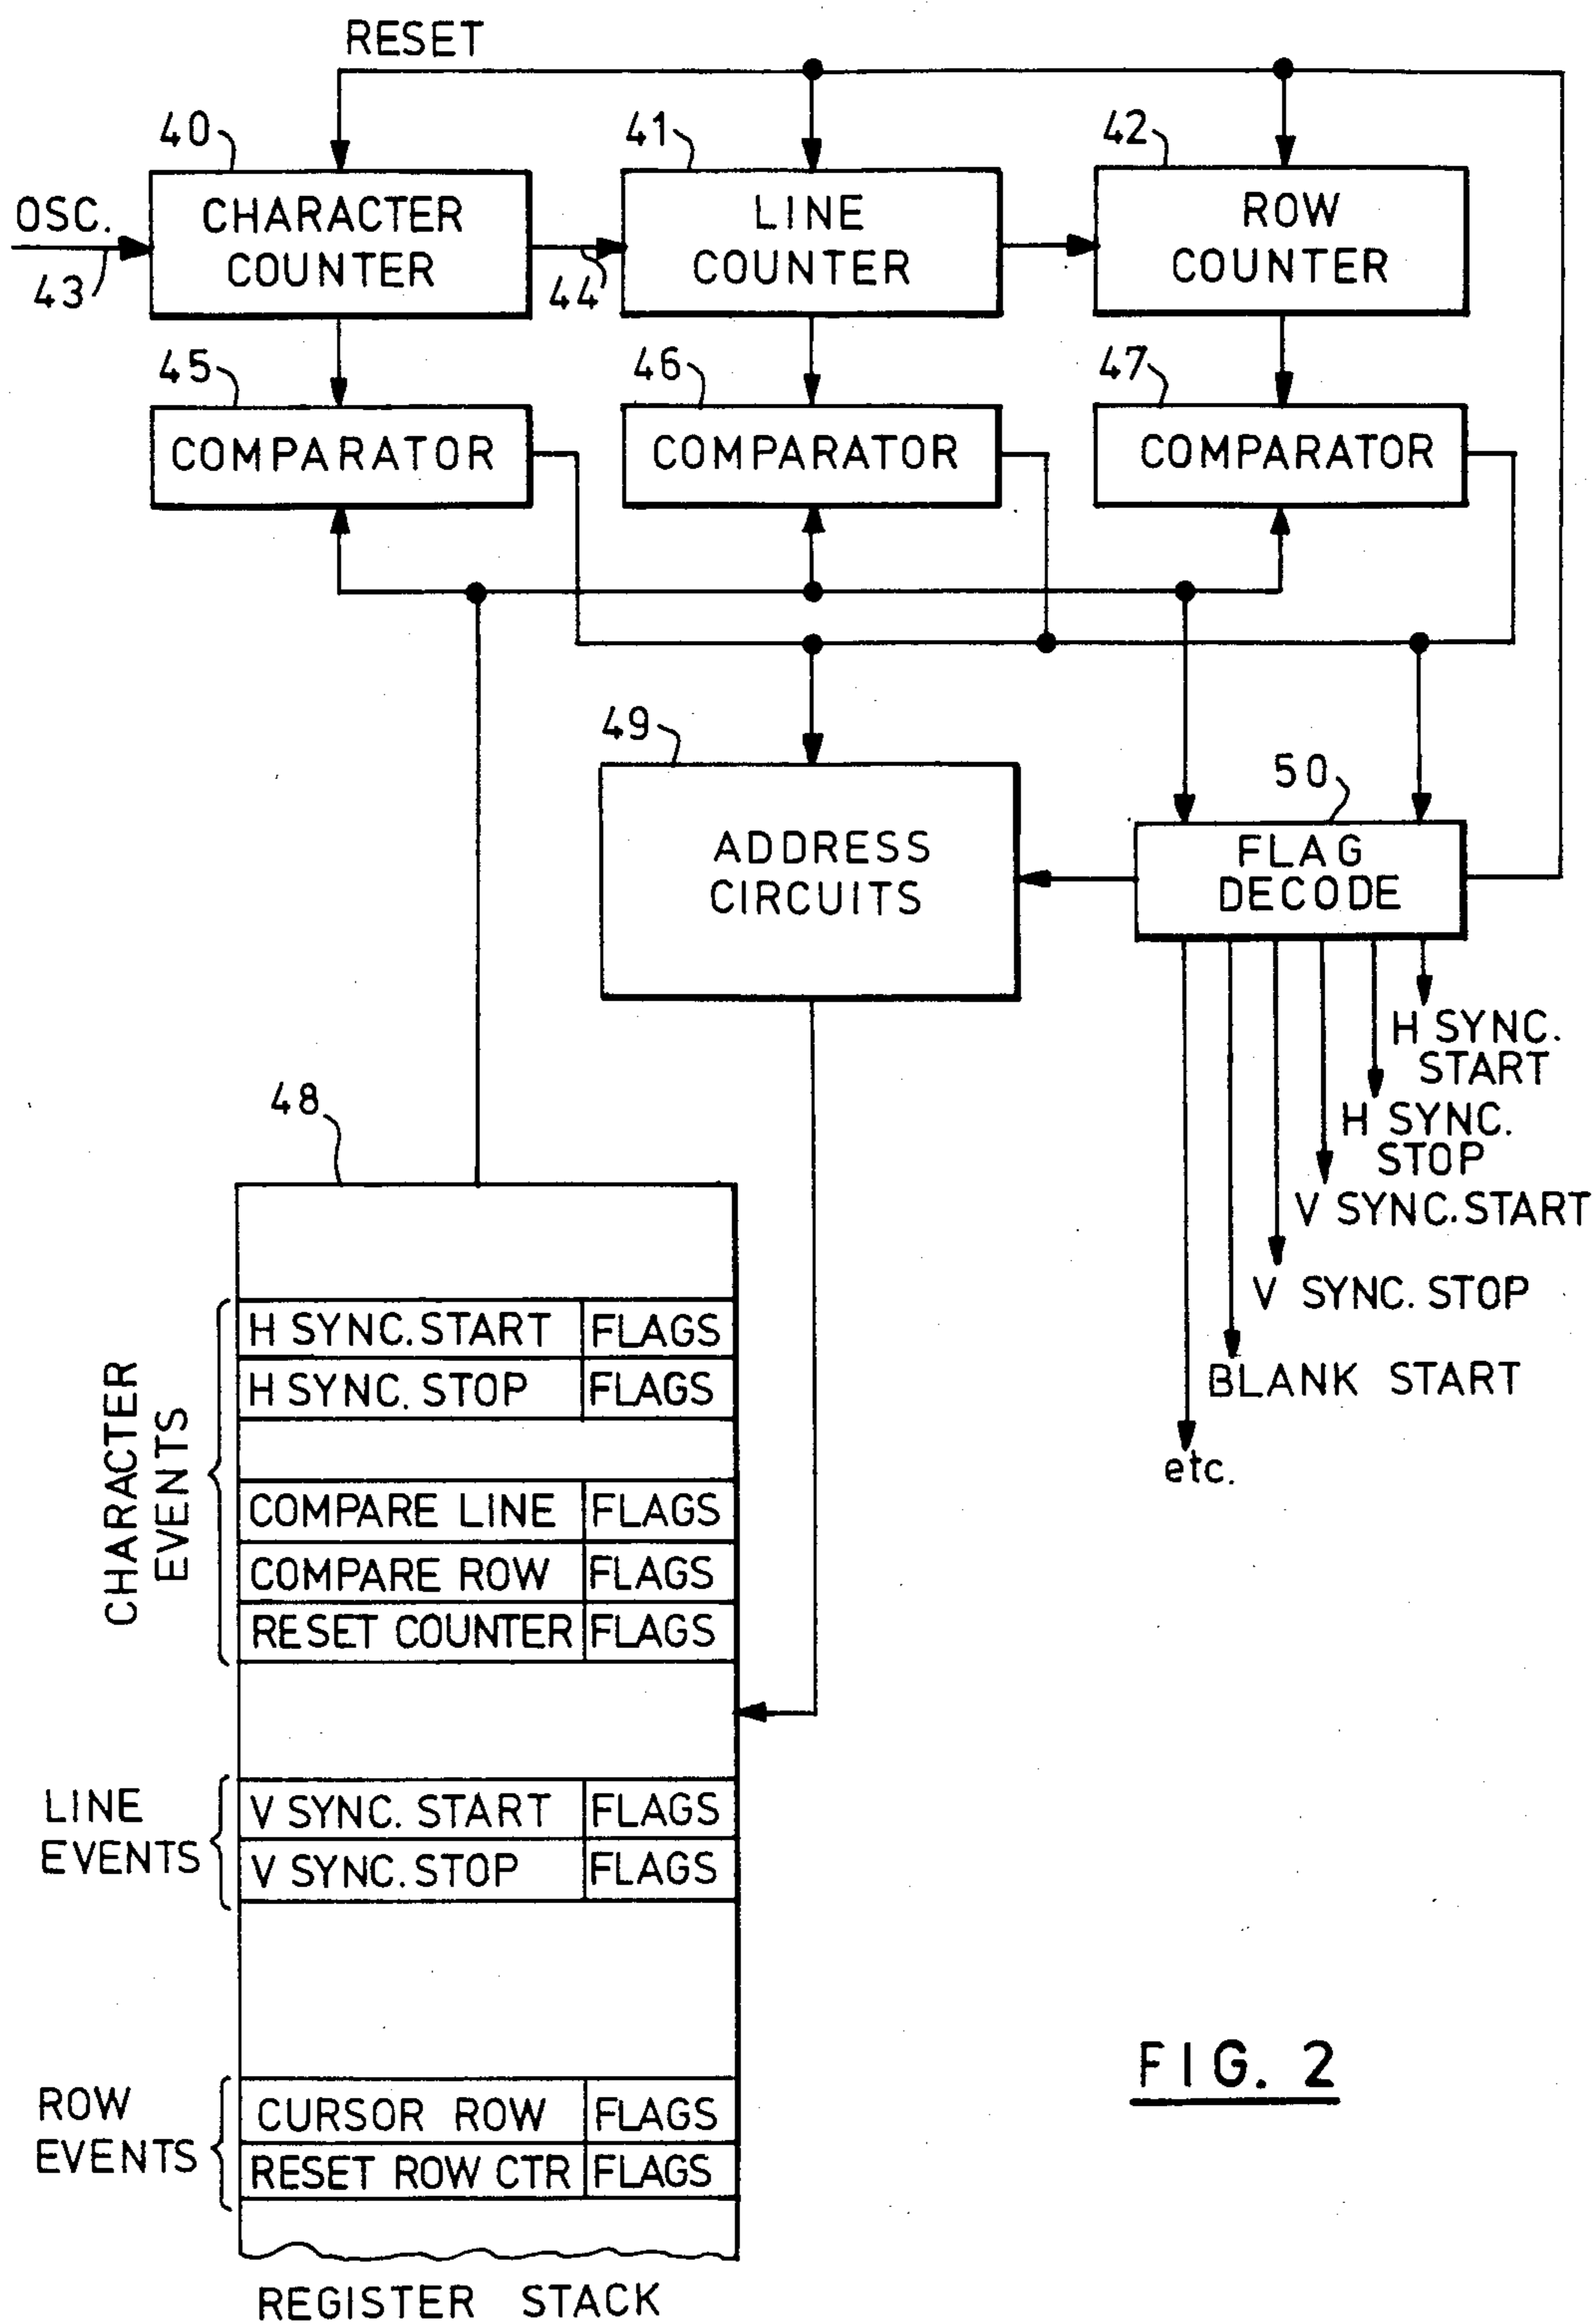 RESET
40
41
42
OSC.
43
CHARACTER
COUNTER
44
LINE
COUNTER
ROW
COUNTER
45
46
47
COMPARATOR
COMPARATOR
COMPARATOR
49
50
ADDRESS
CIRCUITS
FLAG
DECODE
H SYNC.
START
H SYNC.
STOP
V SYNC. START
V SYNC. STOP
BLANK START
etc.
48
CHARACTER
EVENTS
H SYNC. START FLAGS
H SYNC. STOP FLAGS
COMPARE LINE FLAGS
COMPARE ROW FLAGS
RESET COUNTER FLAGS
LINE
EVENTS
V SYNC. START FLAGS
V SYNC. STOP FLAGS
ROW
EVENTS
CURSOR ROW FLAGS
RESET ROW CTR FLAGS
REGISTER STACK
FIG. 2